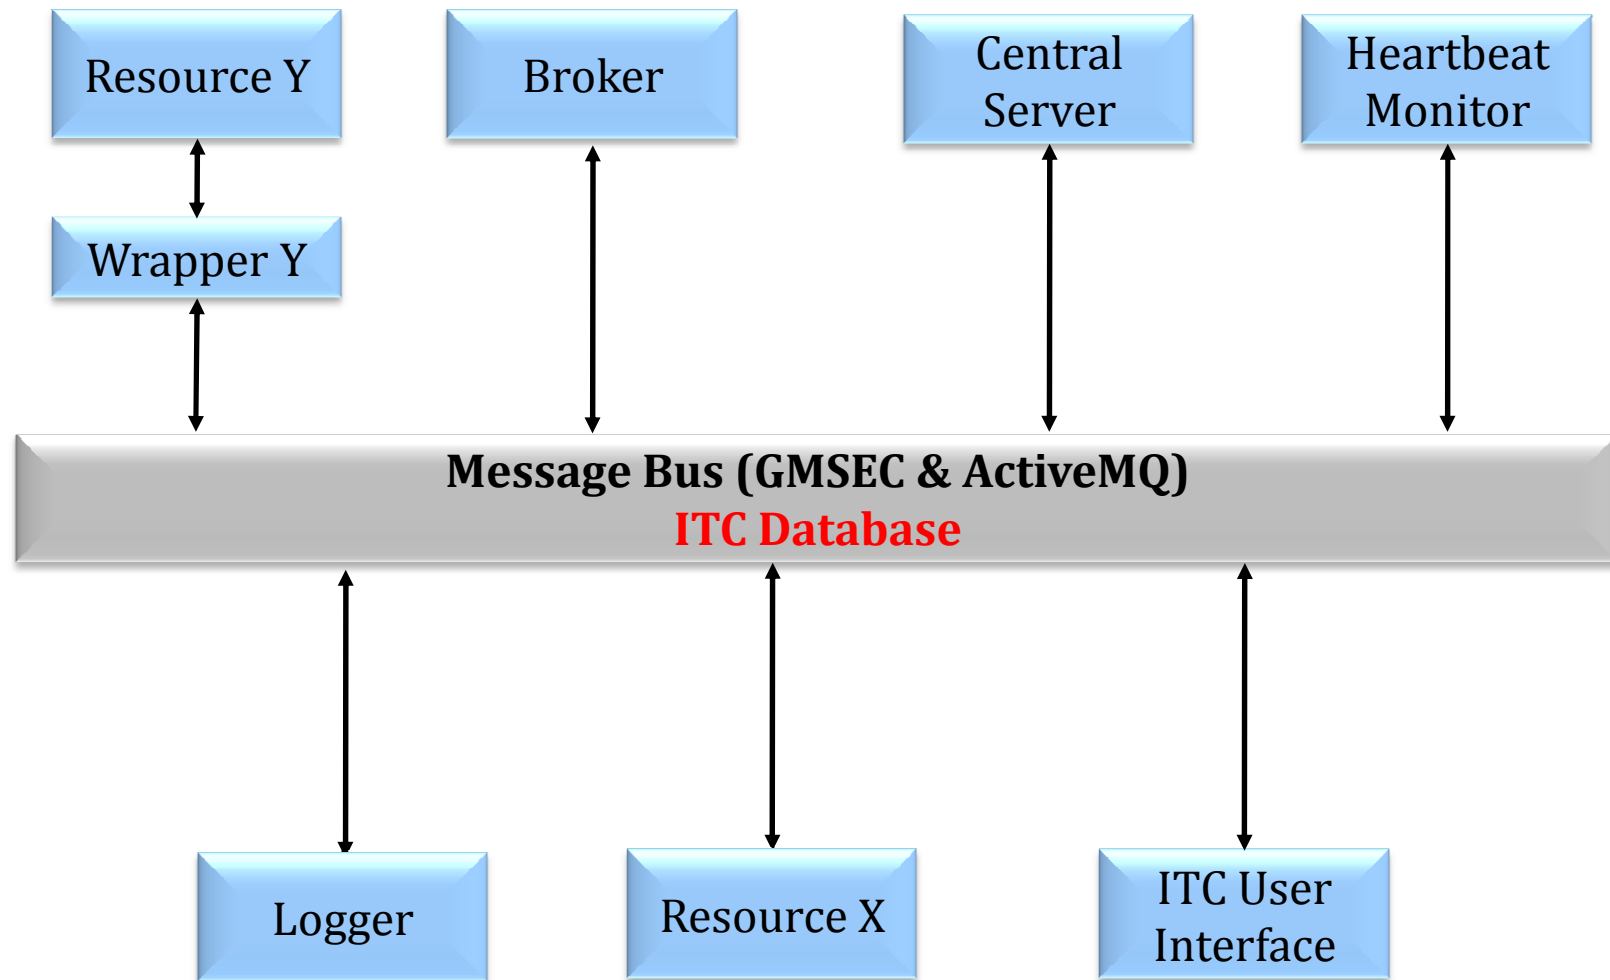 Resource Y
Broker
Central
Server
Heartbeat
Monitor
Wrapper Y
Message Bus (GMSEC & ActiveMQ)
ITC Database
Logger
Resource X
ITC User
Interface